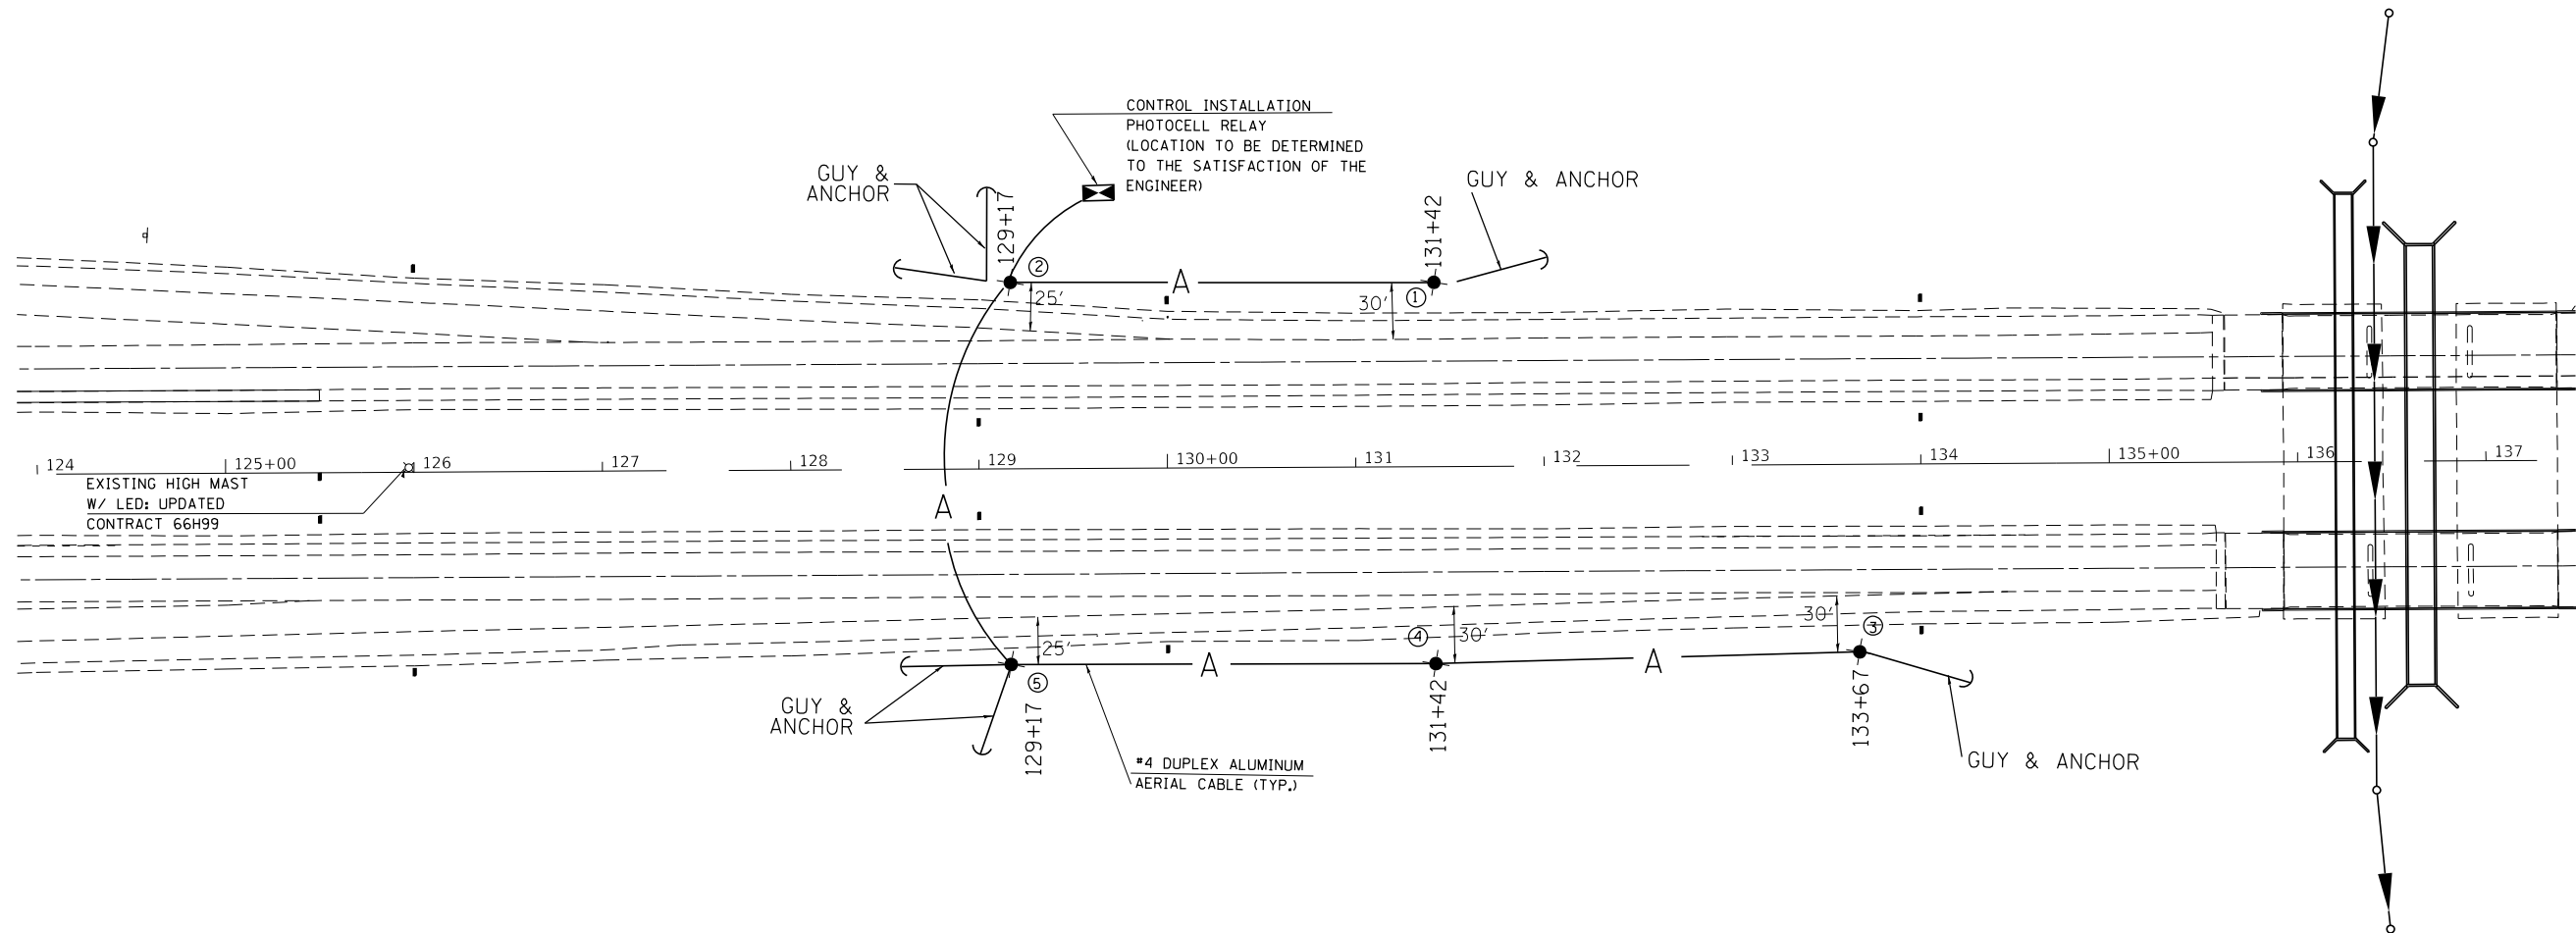 CONTROL INSTALLATION
PHOTOCELL RELAY
(LOCATION TO BE DETERMINED
TO THE SATISFACTION OF THE
ENGINEER)
GUY &
ANCHOR
129+17
131+42
GUY & ANCHOR
2
A
1
25'
30'
124
125+00
126
127
128
129
130+00
131
132
133
134
135+00
136
137
EXISTING HIGH MAST
W/ LED: UPDATED
CONTRACT 66H99
A
30'
3
4
30'
25'
A
A
5
GUY &
ANCHOR
129+17
131+42
133+67
GUY & ANCHOR
#4 DUPLEX ALUMINUM
AERIAL CABLE (TYP.)